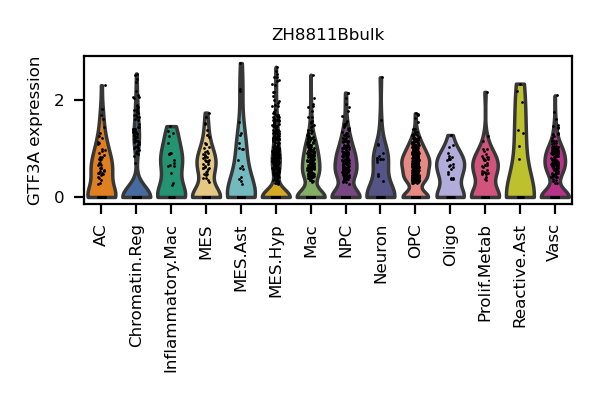 ZH8811Bbulk
GTF3A expression
2
0
AC
Chromatin.Reg
Inflammatory.Mac
MES
MES.Ast
MES.Hyp
Mac
NPC
Neuron
OPC
Oligo
Prolif.Metab
Reactive.Ast
Vasc